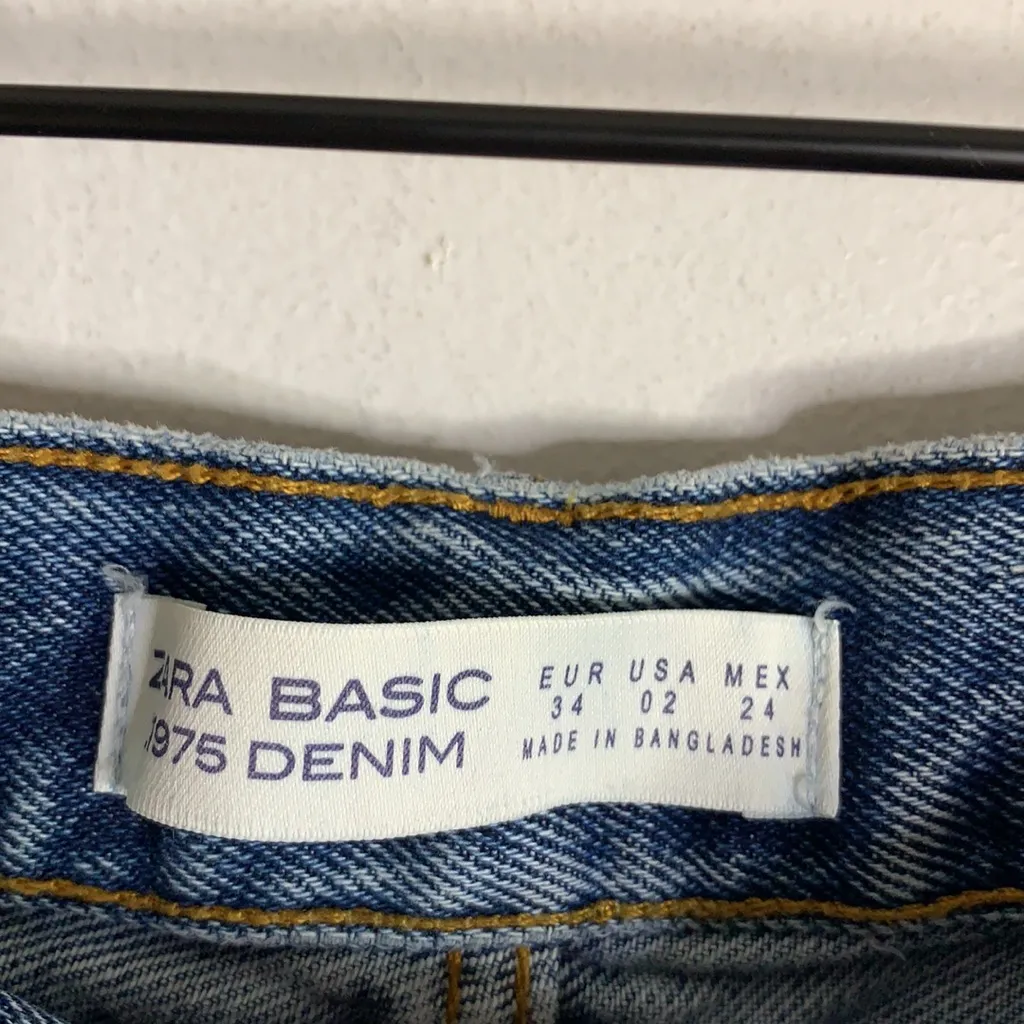 ZARA BASIC
1975 DENIM
EUR USA MEX
34 02 24
MADE IN BANGLADESH